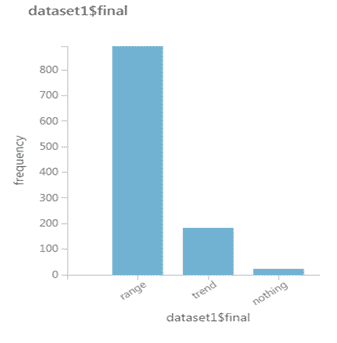 dataset1$final
frequency
800
700
600
500
400
300
200
100
0
range
trend
nothing
dataset1$final